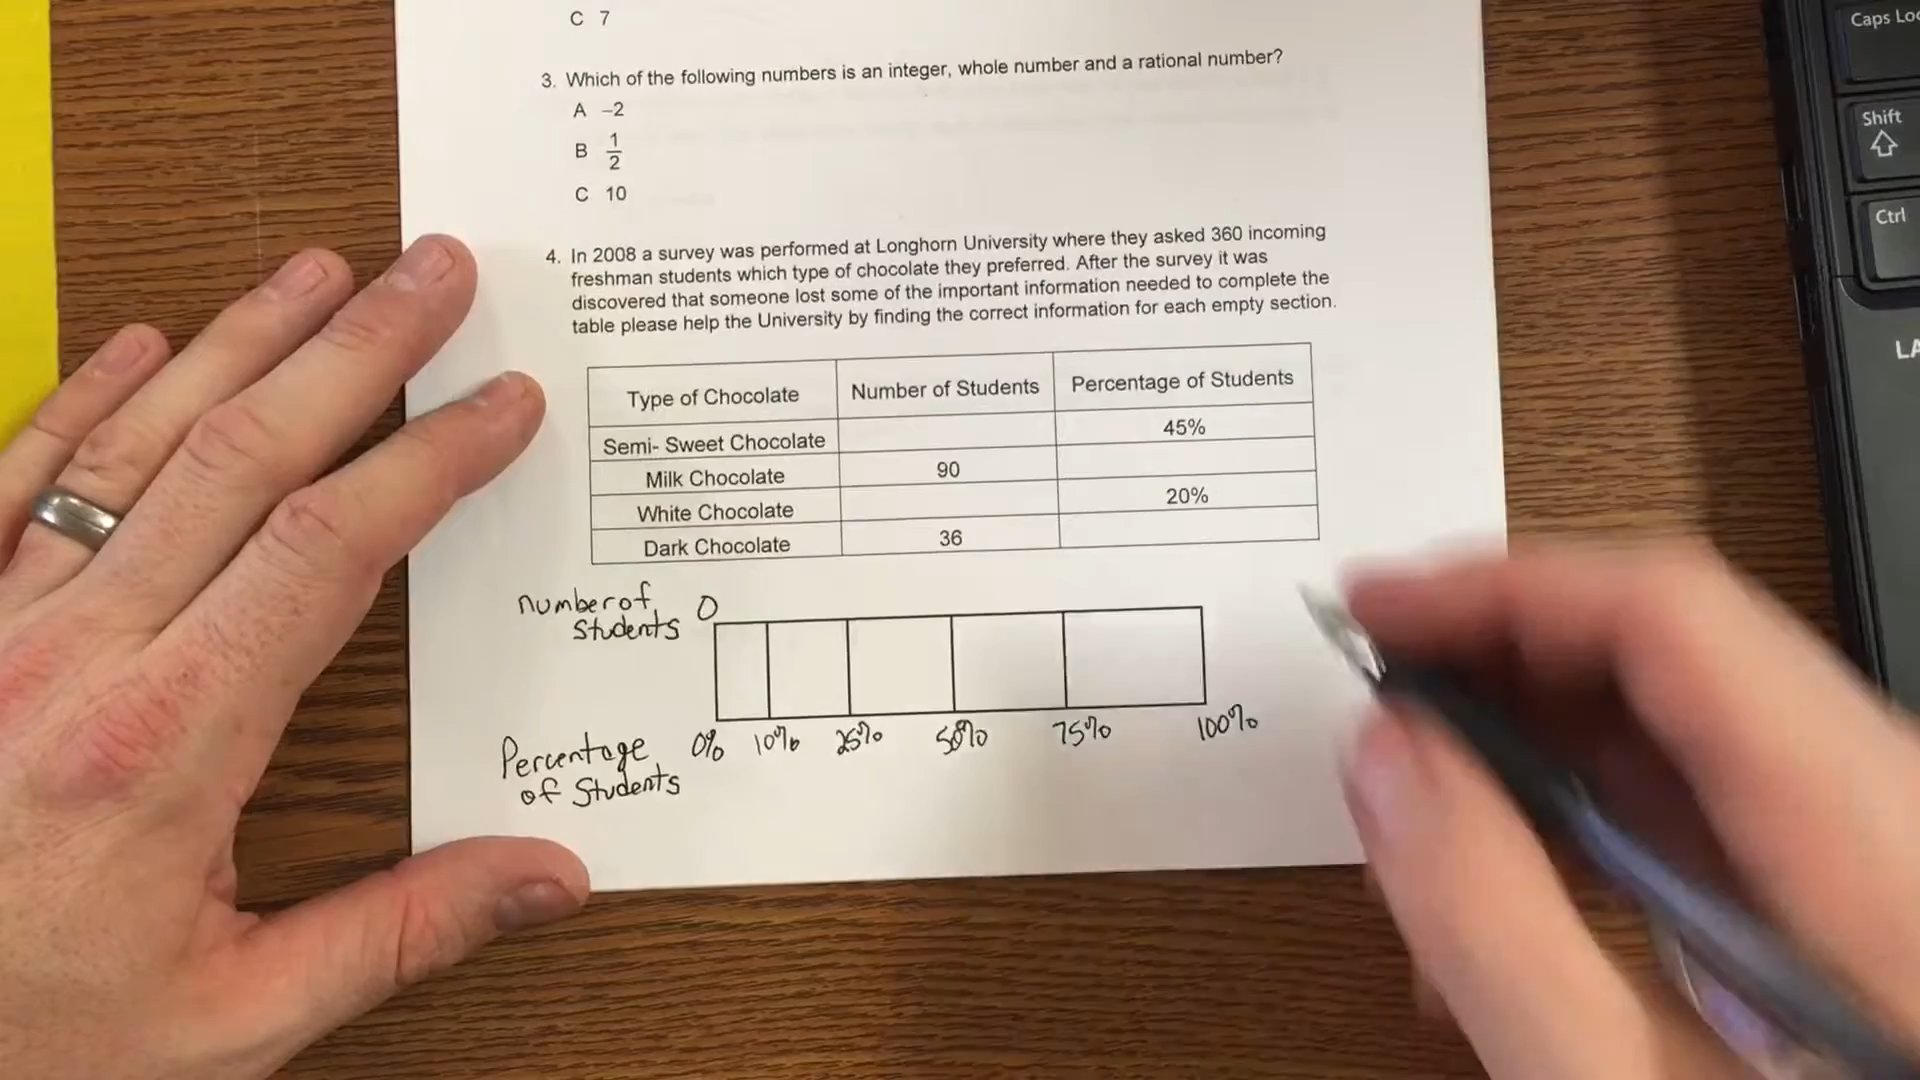 C 7
3. Which of the following numbers is an integer, whole number and a rational number?
A -2
B 1/2
C 10
4. In 2008 a survey was performed at Longhorn University where they asked 360 incoming
freshman students which type of chocolate they preferred. After the survey it was
discovered that someone lost some of the important information needed to complete the
table please help the University by finding the correct information for each empty section.
Type of Chocolate Number of Students Percentage of Students
Semi- Sweet Chocolate 45%
Milk Chocolate 90
White Chocolate 20%
Dark Chocolate 36
number of 0
Students
0% 10% 25% 50% 75% 100%
Percentage
of Students
Caps
Shift
Ctrl